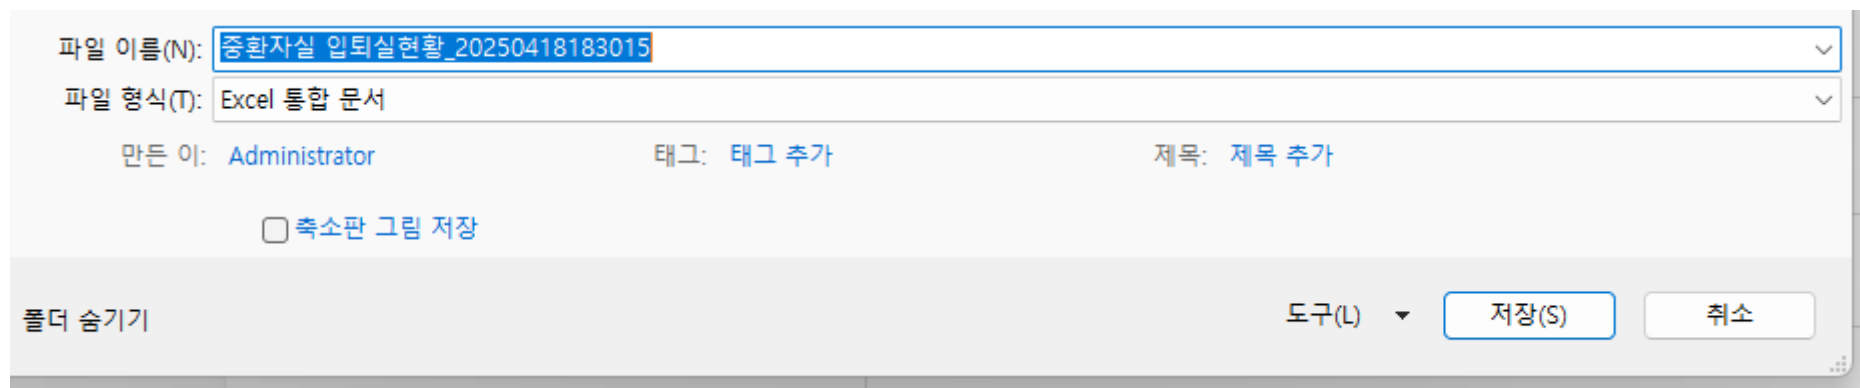 파일 이름(N): 중환자실 입퇴실현황_20250418183015
파일 형식(T): Excel 통합 문서
만든 이: Administrator 태그: 태그 추가 제목: 제목 추가
축소판 그림 저장
폴더 숨기기 도구(L) 저장(S) 취소